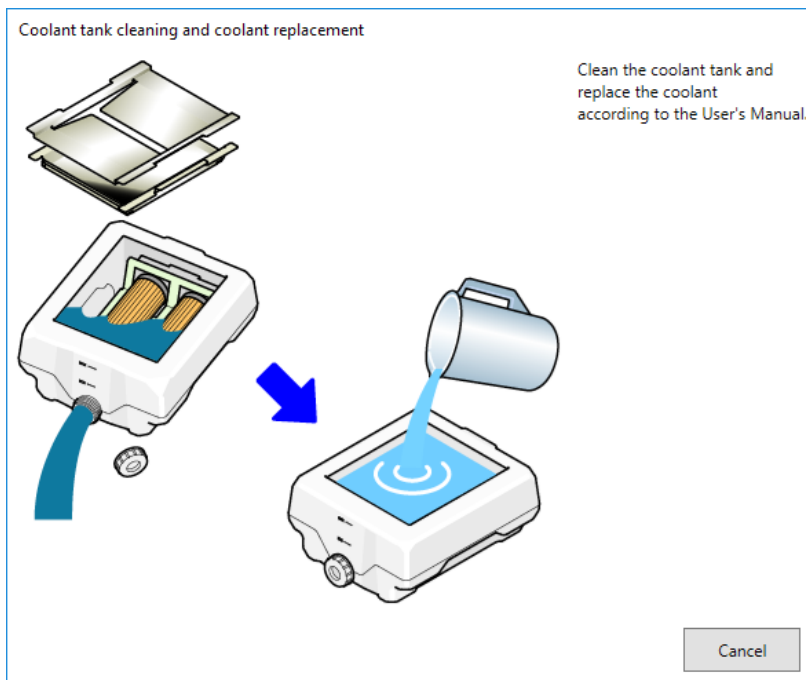 Coolant tank cleaning and coolant replacement
Clean the coolant tank and
replace the coolant
according to the User's Manual.
Cancel